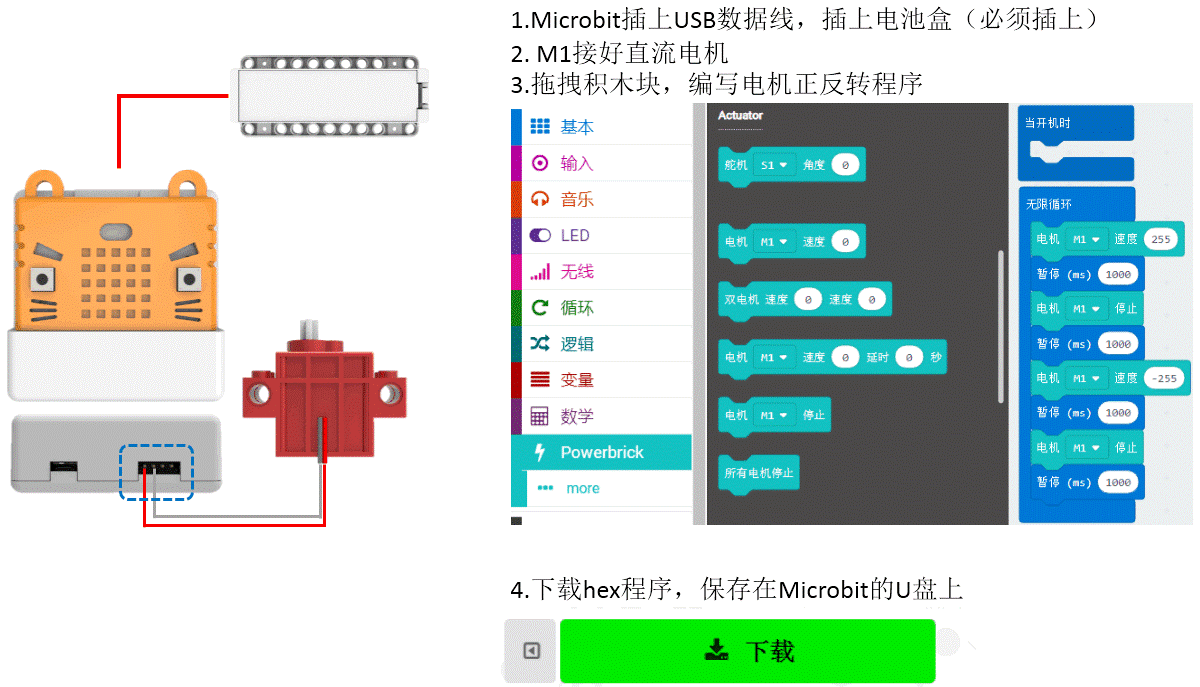 1.Microbit插上USB数据线，插上电池盒（必须插上）
2. M1接好直流电机
3.拖拽积木块，编写电机正反转程序
基本
输入
音乐
LED
无线
循环
逻辑
变量
数学
Powerbrick
more
Actuator
舵机 S1 角度 0
电机 M1 速度 0
双电机 速度 0 速度 0
电机 M1 速度 0 延时 0 秒
电机 M1 停止
所有电机停止
当开机时
无限循环
电机 M1 速度 255
暂停 (ms) 1000
电机 M1 停止
暂停 (ms) 1000
电机 M1 速度 -255
暂停 (ms) 1000
电机 M1 停止
暂停 (ms) 1000
4.下载hex程序，保存在Microbit的U盘上
下载